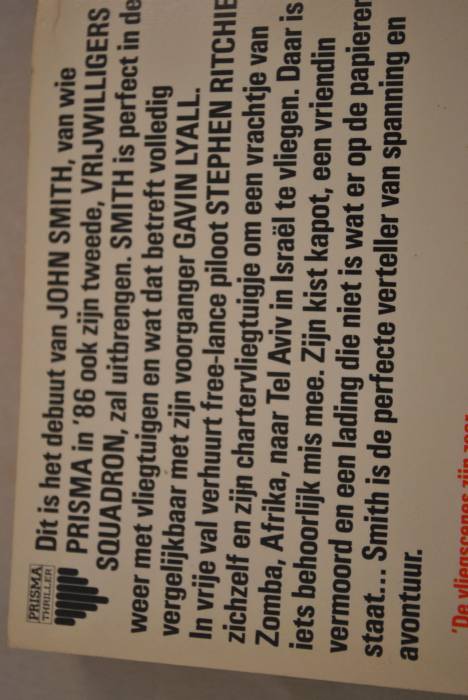 PRISMA
THRILLER
Dit is het debuut van JOHN SMITH, van wie
PRISMA in '86 ook zijn tweede, VRIJWILLIGERS
SQUADRON, zal uitbrengen. SMITH is perfect in de
weer met vliegtuigen en wat dat betreft volledig
vergelijkbaar met zijn voorganger GAVIN LYALL.
In vrije val verhuurt free-lance piloot STEPHEN RITCHIE
zichzelf en zijn chartervliegtuigje om een vrachtje van
Zomba, Afrika, naar Tel Aviv in Israël te vliegen. Daar is
iets behoorlijk mis mee. Zijn kist kapot, een vriendin
vermoord en een lading die niet is wat er op de papieren
staat... Smith is de perfecte verteller van spanning en
avontuur.
'De vliegscenes zijn zeer